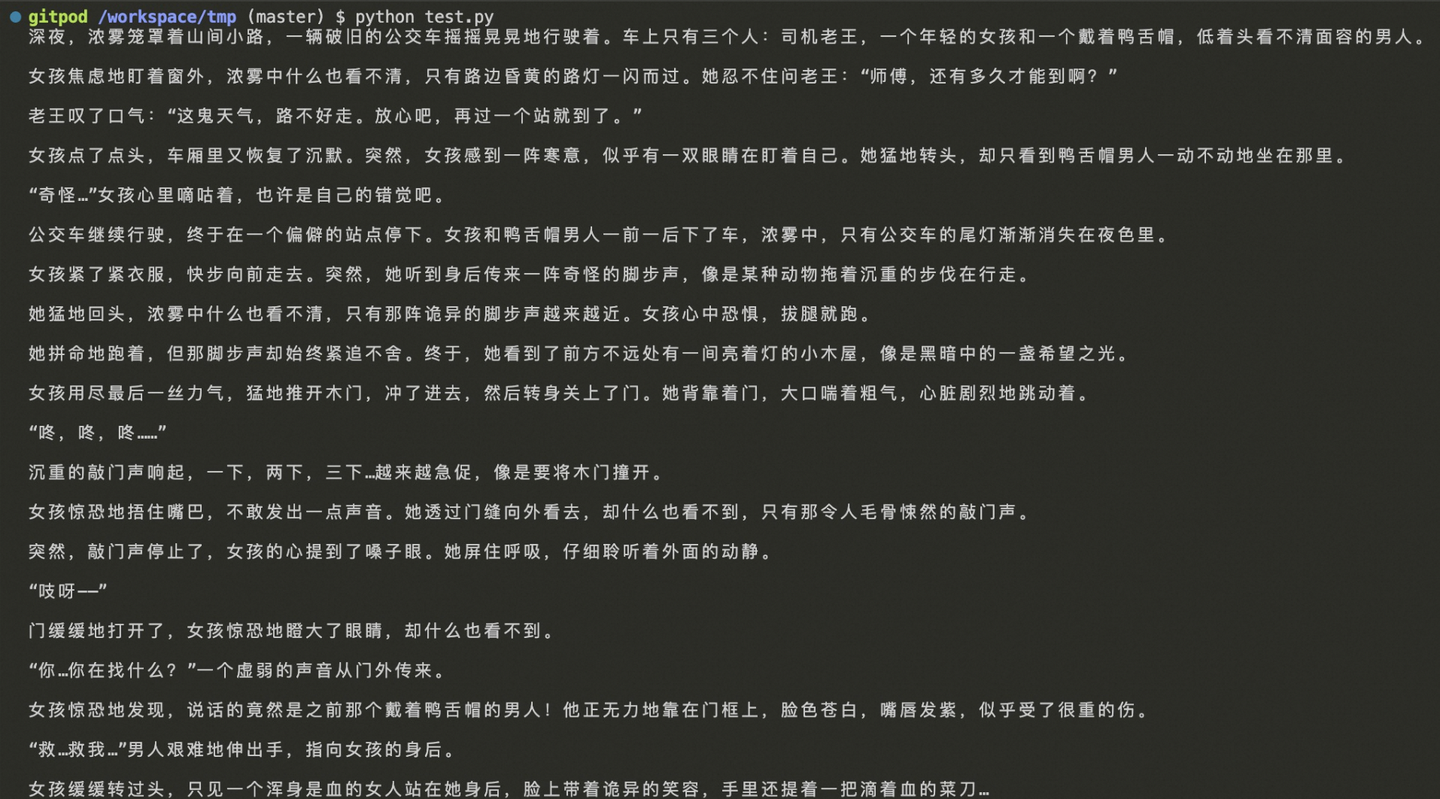 gitpod /workspace/tmp (master) $ python test.py
深夜，浓雾笼罩着山间小路，一辆破旧的公交车摇摇晃晃地行驶着。车上只有三个人：司机老王，一个年轻的女孩和一个戴着鸭舌帽，低着头看不清面容的男人。
女孩焦虑地盯着窗外，浓雾中什么也看不清，只有路边昏黄的路灯一闪而过。她忍不住问老王：“师傅，还有多久才能到啊？”
老王叹了口气：“这鬼天气，路不好走。放心吧，再过一个站就到了。”
女孩点了点头，车厢里又恢复了沉默。突然，女孩感到一阵寒意，似乎有一双眼睛在盯着自己。她猛地转头，却只看到鸭舌帽男人一动不动地坐在那里。
“奇怪…”女孩心里嘀咕着，也许是自己的错觉吧。
公交车继续行驶，终于在一个偏僻的站点停下。女孩和鸭舌帽男人一前一后下了车，浓雾中，只有公交车的尾灯渐渐消失在夜色里。
女孩紧了紧衣服，快步向前走去。突然，她听到身后传来一阵奇怪的脚步声，像是某种动物拖着沉重的步伐在行走。
她猛地回头，浓雾中什么也看不清，只有那阵诡异的脚步声越来越近。女孩心中恐惧，拔腿就跑。
她拼命地跑着，但那脚步声却始终紧追不舍。终于，她看到了前方不远处有一间亮着灯的小木屋，像是黑暗中的一盏希望之光。
女孩用尽最后一丝力气，猛地推开木门，冲了进去，然后转身关上了门。她背靠着门，大口喘着粗气，心脏剧烈地跳动着。
“咚，咚，咚……”
沉重的敲门声响起，一下，两下，三下…越来越急促，像是要将木门撞开。
女孩惊恐地捂住嘴巴，不敢发出一点声音。她透过门缝向外看去，却什么也看不到，只有那令人毛骨悚然的敲门声。
突然，敲门声停止了，女孩的心提到了嗓子眼。她屏住呼吸，仔细聆听着外面的动静。
“吱呀——”
门缓缓地打开了，女孩惊恐地瞪大了眼睛，却什么也看不到。
“你…你在找什么？”一个虚弱的声音从门外传来。
女孩惊恐地发现，说话的竟然是之前那个戴着鸭舌帽的男人！他正无力地靠在门框上，脸色苍白，嘴唇发紫，似乎受了很重的伤。
“救…救我…”男人艰难地伸出手，指向女孩的身后。
女孩缓缓转过头，只见一个浑身是血的女人站在她身后，脸上带着诡异的笑容，手里还提着一把滴着血的菜刀…